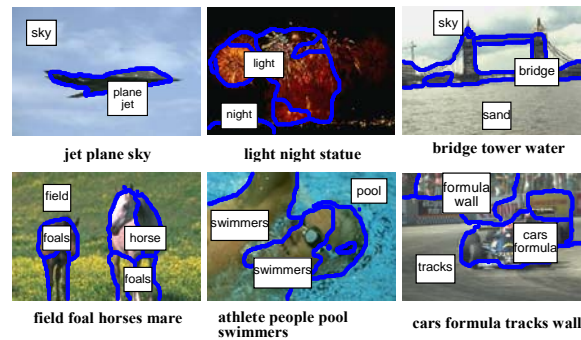 sky
plane
jet
jet plane sky
light
night
light night statue
sky
bridge
sand
bridge tower water
field
foals
horse
foals
field foal horses mare
pool
swimmers
swimmers
athlete people pool
swimmers
formula
wall
cars
formula
tracks
cars formula tracks wall